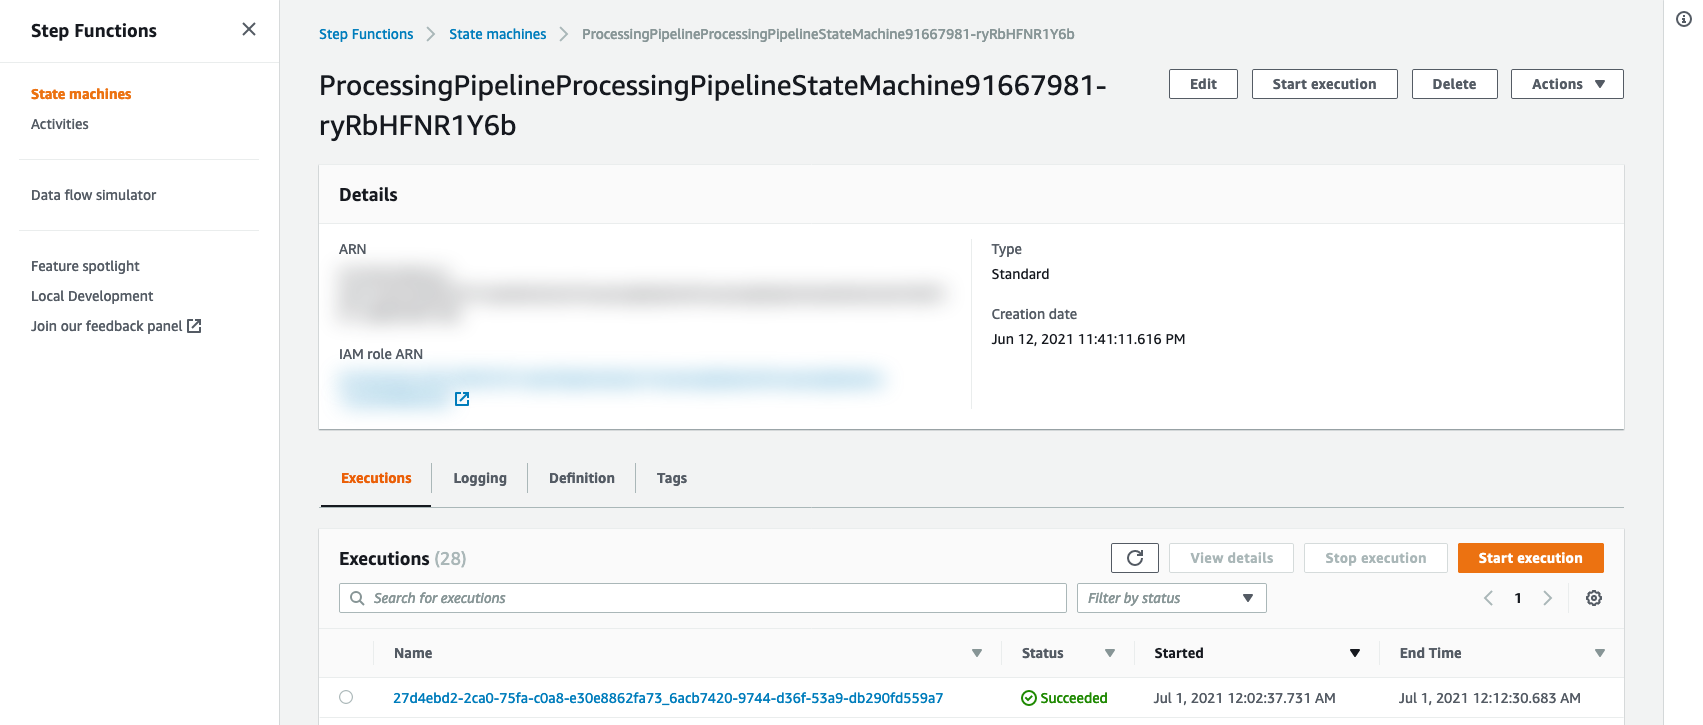 Step Functions
State machines
Activities
Data flow simulator
Feature spotlight
Local Development
Join our feedback panel
Step Functions
State machines
ProcessingPipelineProcessingPipelineStateMachine91667981-ryRbHFNR1Y6b
ProcessingPipelineProcessingPipelineStateMachine91667981-
ryRbHFNR1Y6b
Edit
Start execution
Delete
Actions
Details
ARN
IAM role ARN
Type
Standard
Creation date
Jun 12, 2021 11:41:11.616 PM
Executions
Logging
Definition
Tags
Executions (28)
View details
Stop execution
Start execution
Search for executions
Filter by status
1
Name
Status
Started
End Time
27d4ebd2-2ca0-75fa-c0a8-e30e8862fa73_6acb7420-9744-d36f-53a9-db290fd559a7
Succeeded
Jul 1, 2021 12:02:37.731 AM
Jul 1, 2021 12:12:30.683 AM